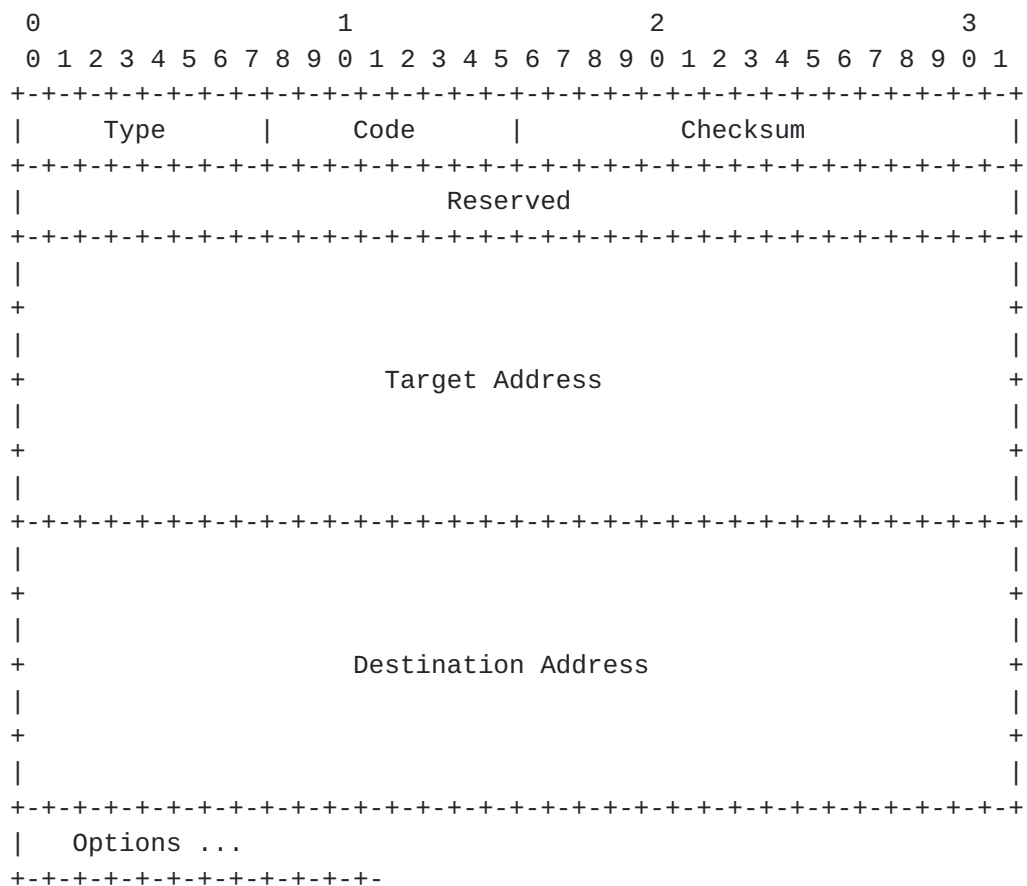 0                   1                   2                   3
 0 1 2 3 4 5 6 7 8 9 0 1 2 3 4 5 6 7 8 9 0 1 2 3 4 5 6 7 8 9 0 1
+-+-+-+-+-+-+-+-+-+-+-+-+-+-+-+-+-+-+-+-+-+-+-+-+-+-+-+-+-+-+-+-+
|     Type      |     Code      |          Checksum             |
+-+-+-+-+-+-+-+-+-+-+-+-+-+-+-+-+-+-+-+-+-+-+-+-+-+-+-+-+-+-+-+-+
|                           Reserved                            |
+-+-+-+-+-+-+-+-+-+-+-+-+-+-+-+-+-+-+-+-+-+-+-+-+-+-+-+-+-+-+-+-+
|                                                               |
+                                                               +
|                                                               |
+                       Target Address                          +
|                                                               |
+                                                               +
|                                                               |
+-+-+-+-+-+-+-+-+-+-+-+-+-+-+-+-+-+-+-+-+-+-+-+-+-+-+-+-+-+-+-+-+
|                                                               |
+                                                               +
|                                                               |
+                     Destination Address                       +
|                                                               |
+                                                               +
|                                                               |
+-+-+-+-+-+-+-+-+-+-+-+-+-+-+-+-+-+-+-+-+-+-+-+-+-+-+-+-+-+-+-+-+
|   Options ...
+-+-+-+-+-+-+-+-+-+-+-+-